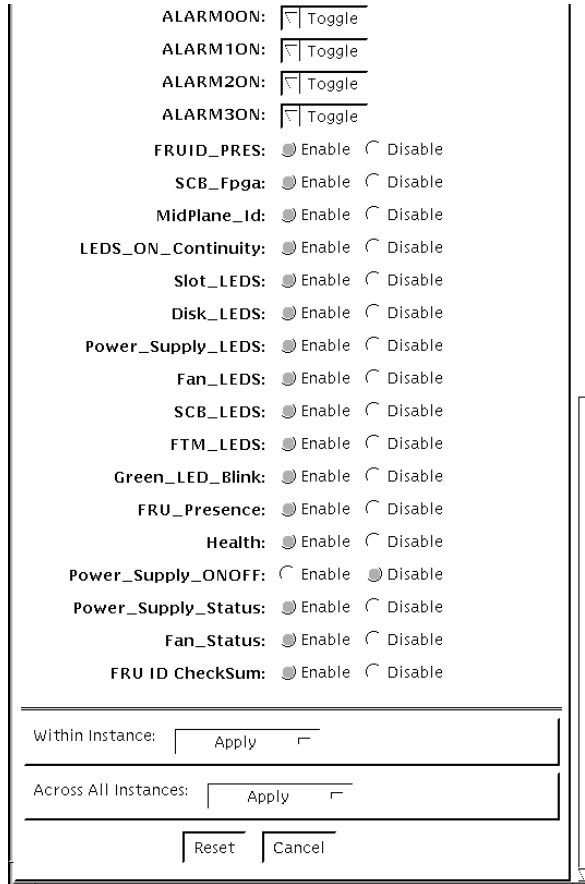 ALARM0ON: Toggle
ALARM1ON: Toggle
ALARM2ON: Toggle
ALARM3ON: Toggle
FRUID_PRES: Enable Disable
SCB_Fpga: Enable Disable
MidPlane_Id: Enable Disable
LEDS_ON_Continuity: Enable Disable
Slot_LEDS: Enable Disable
Disk_LEDS: Enable Disable
Power_Supply_LEDS: Enable Disable
Fan_LEDS: Enable Disable
SCB_LEDS: Enable Disable
FTM_LEDS: Enable Disable
Green_LED_Blink: Enable Disable
FRU_Presence: Enable Disable
Health: Enable Disable
Power_Supply_ONOFF: Enable Disable
Power_Supply_Status: Enable Disable
Fan_Status: Enable Disable
FRU ID CheckSum: Enable Disable
Within Instance: Apply
Across All Instances: Apply
Reset Cancel